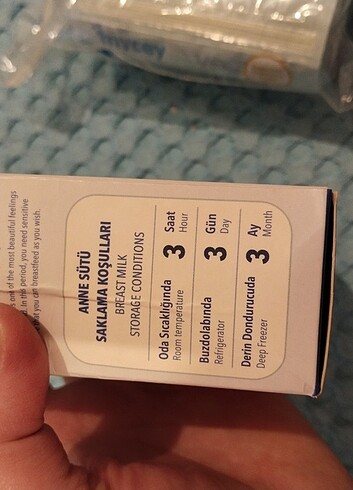 one of the most beautiful feelings
In this period, you need sensitive
that you can breastfeed as you wish.
ANNE SÜTÜ
SAKLAMA KOŞULLARI
BREAST MILK
STORAGE CONDITIONS
Oda Sıcaklığında 3 Saat
Room temperature Hour
Buzdolabında 3 Gün
Refrigerator Day
Derin Dondurucuda 3 Ay
Deep Freezer Month